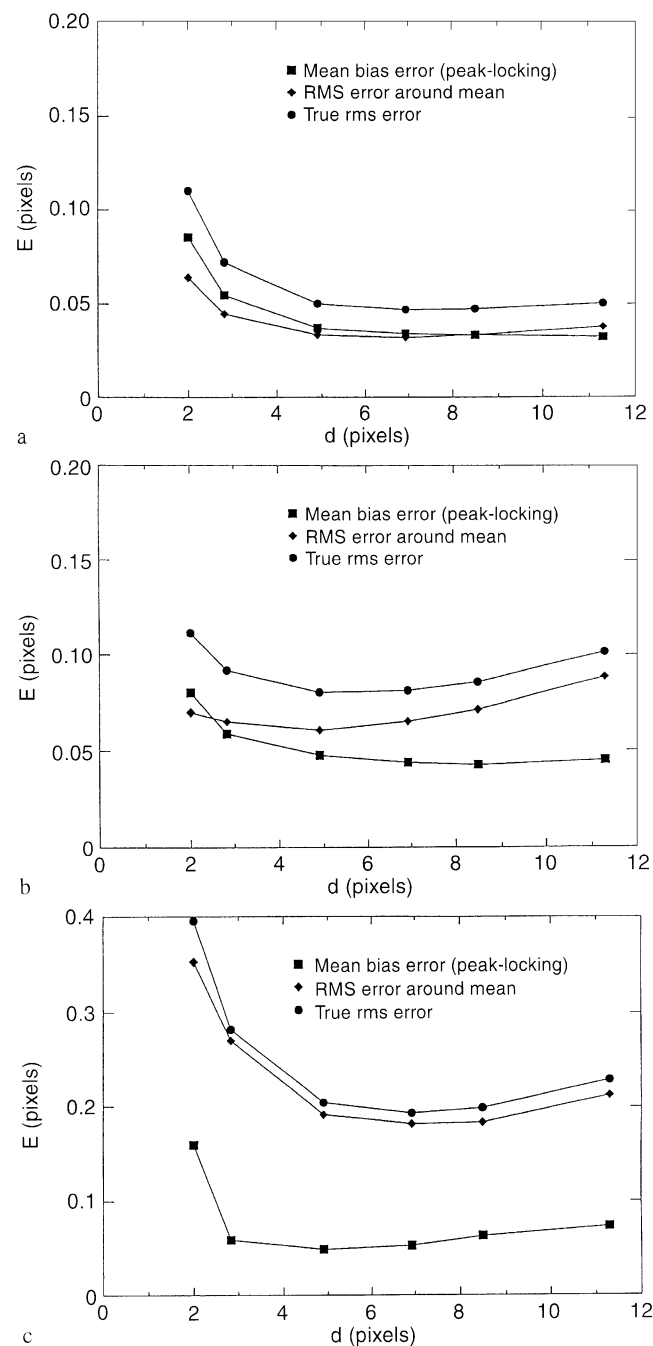 0.20
0.15
0.10
0.05
0
E (pixels)
Mean bias error (peak-locking)
RMS error around mean
True rms error
0 2 4 6 8 10 12
d (pixels)
a
0.20
0.15
0.10
0.05
0
E (pixels)
Mean bias error (peak-locking)
RMS error around mean
True rms error
0 2 4 6 8 10 12
d (pixels)
b
0.4
0.3
0.2
0.1
0
E (pixels)
Mean bias error (peak-locking)
RMS error around mean
True rms error
0 2 4 6 8 10 12
d (pixels)
c